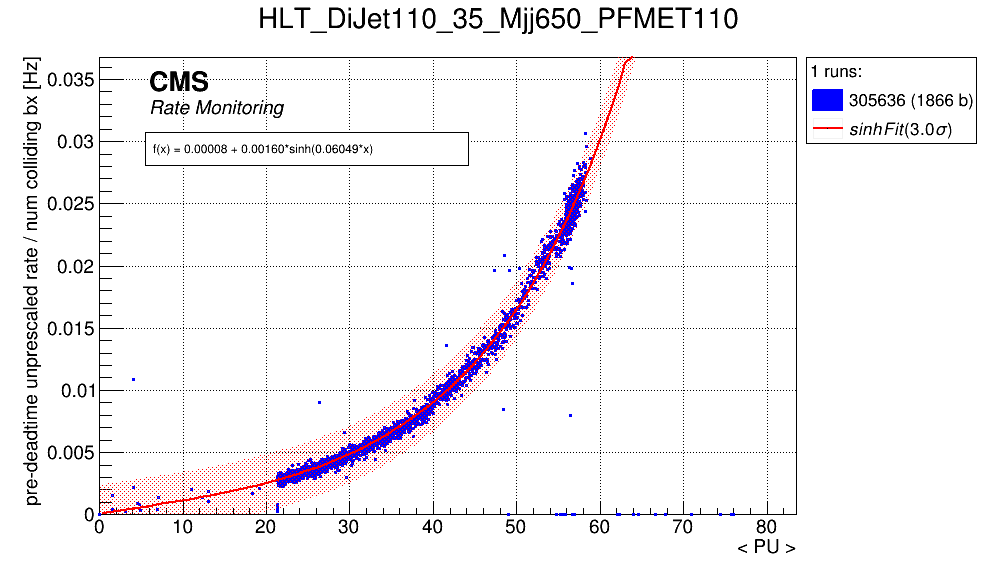 HLT_DiJet110_35_Mjj650_PFMET110
pre-deadtime unprescaled rate / num colliding bx [Hz]
CMS
Rate Monitoring
f(x) = 0.00008 + 0.00160*sinh(0.06049*x)
1 runs:
305636 (1866 b)
sinhFit(3.0σ)
0.035
0.03
0.025
0.02
0.015
0.01
0.005
0
0 10 20 30 40 50 60 70 80
< PU >